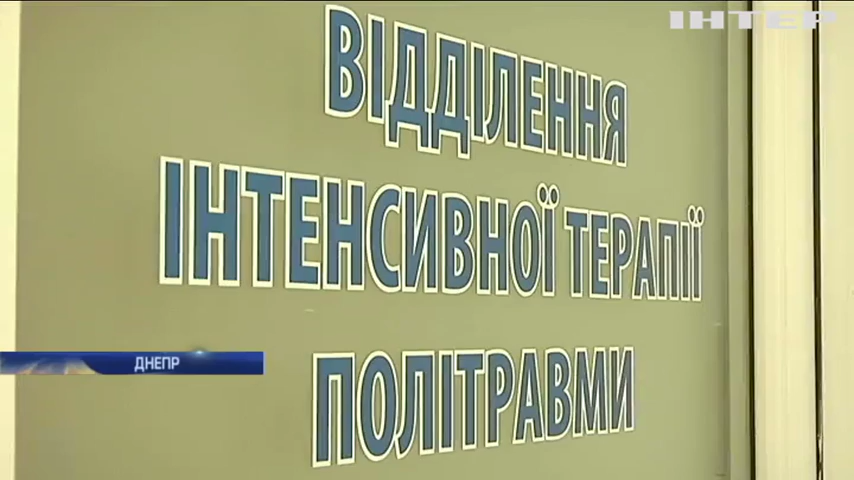 ІНТЕР
ВІДДІЛЕННЯ
ІНТЕНСИВНОЇ ТЕРАПІЇ
ПОЛІТРАВМИ
ДНЕПР